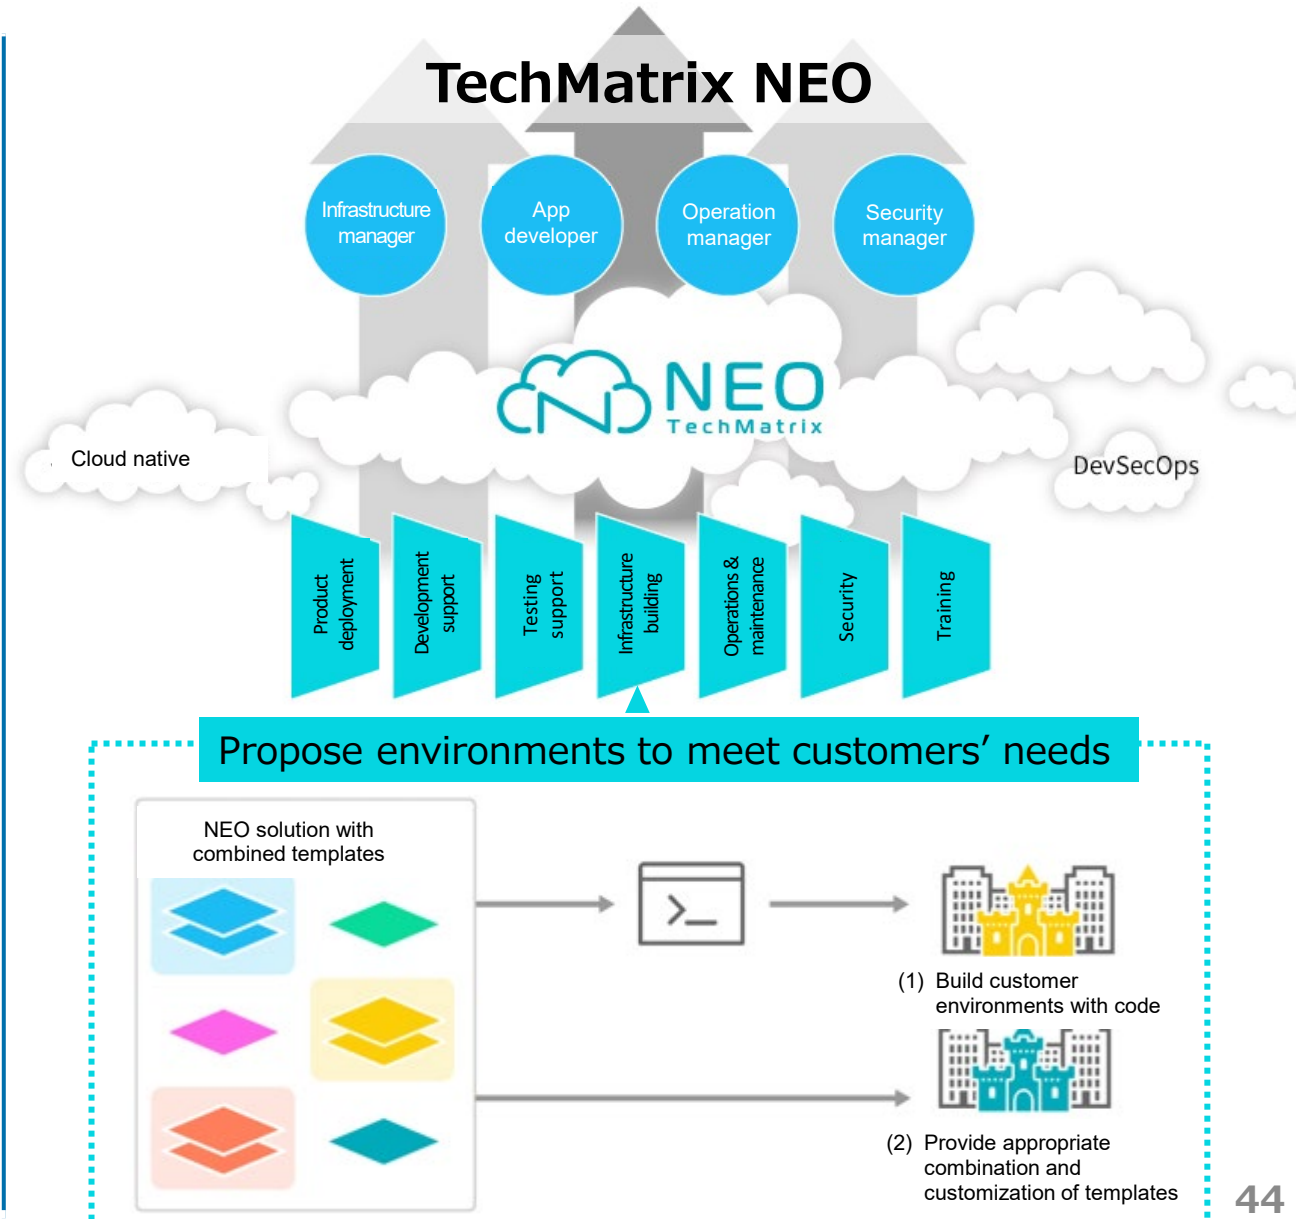 TechMatrix NEO
Infrastructure
manager
App
developer
Operation
manager
Security
manager
NEO
TechMatrix
Cloud native
DevSecOps
Product
deployment
Development
support
Testing
support
Infrastructure
building
Operations &
maintenance
Security
Training
Propose environments to meet customers’ needs
NEO solution with
combined templates
(1) Build customer
environments with code
(2) Provide appropriate
combination and
customization of templates
44